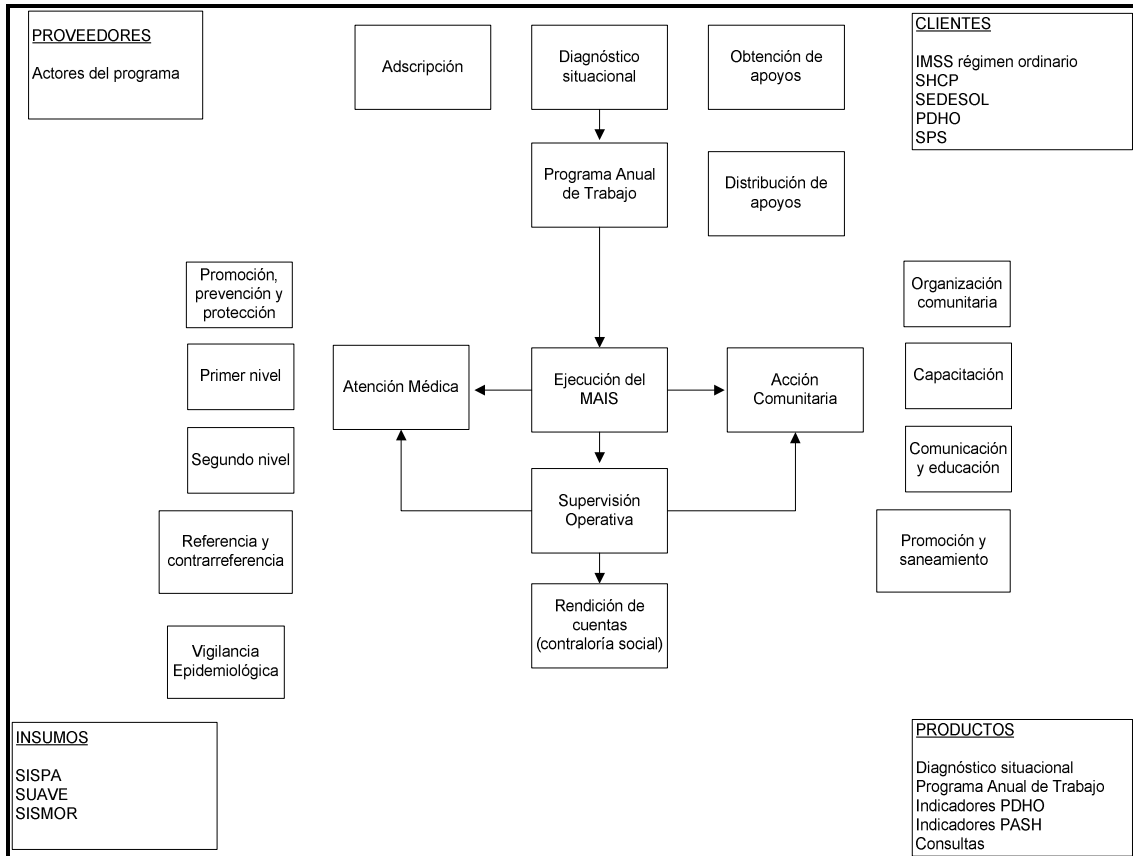 PROVEEDORES
Actores del programa
Adscripción
Diagnóstico
situacional
Obtención de
apoyos
CLIENTES
IMSS régimen ordinario
SHCP
SEDESOL
PDHO
SPS
Programa Anual
de Trabajo
Distribución de
apoyos
Promoción,
prevención y
protección
Organización
comunitaria
Primer nivel
Atención Médica
Ejecución del
MAIS
Acción
Comunitaria
Capacitación
Segundo nivel
Comunicación
y educación
Supervisión
Operativa
Referencia y
contrarreferencia
Promoción y
saneamiento
Rendición de
cuentas
(contraloría social)
Vigilancia
Epidemiológica
INSUMOS
SISPA
SUAVE
SISMOR
PRODUCTOS
Diagnóstico situacional
Programa Anual de Trabajo
Indicadores PDHO
Indicadores PASH
Consultas